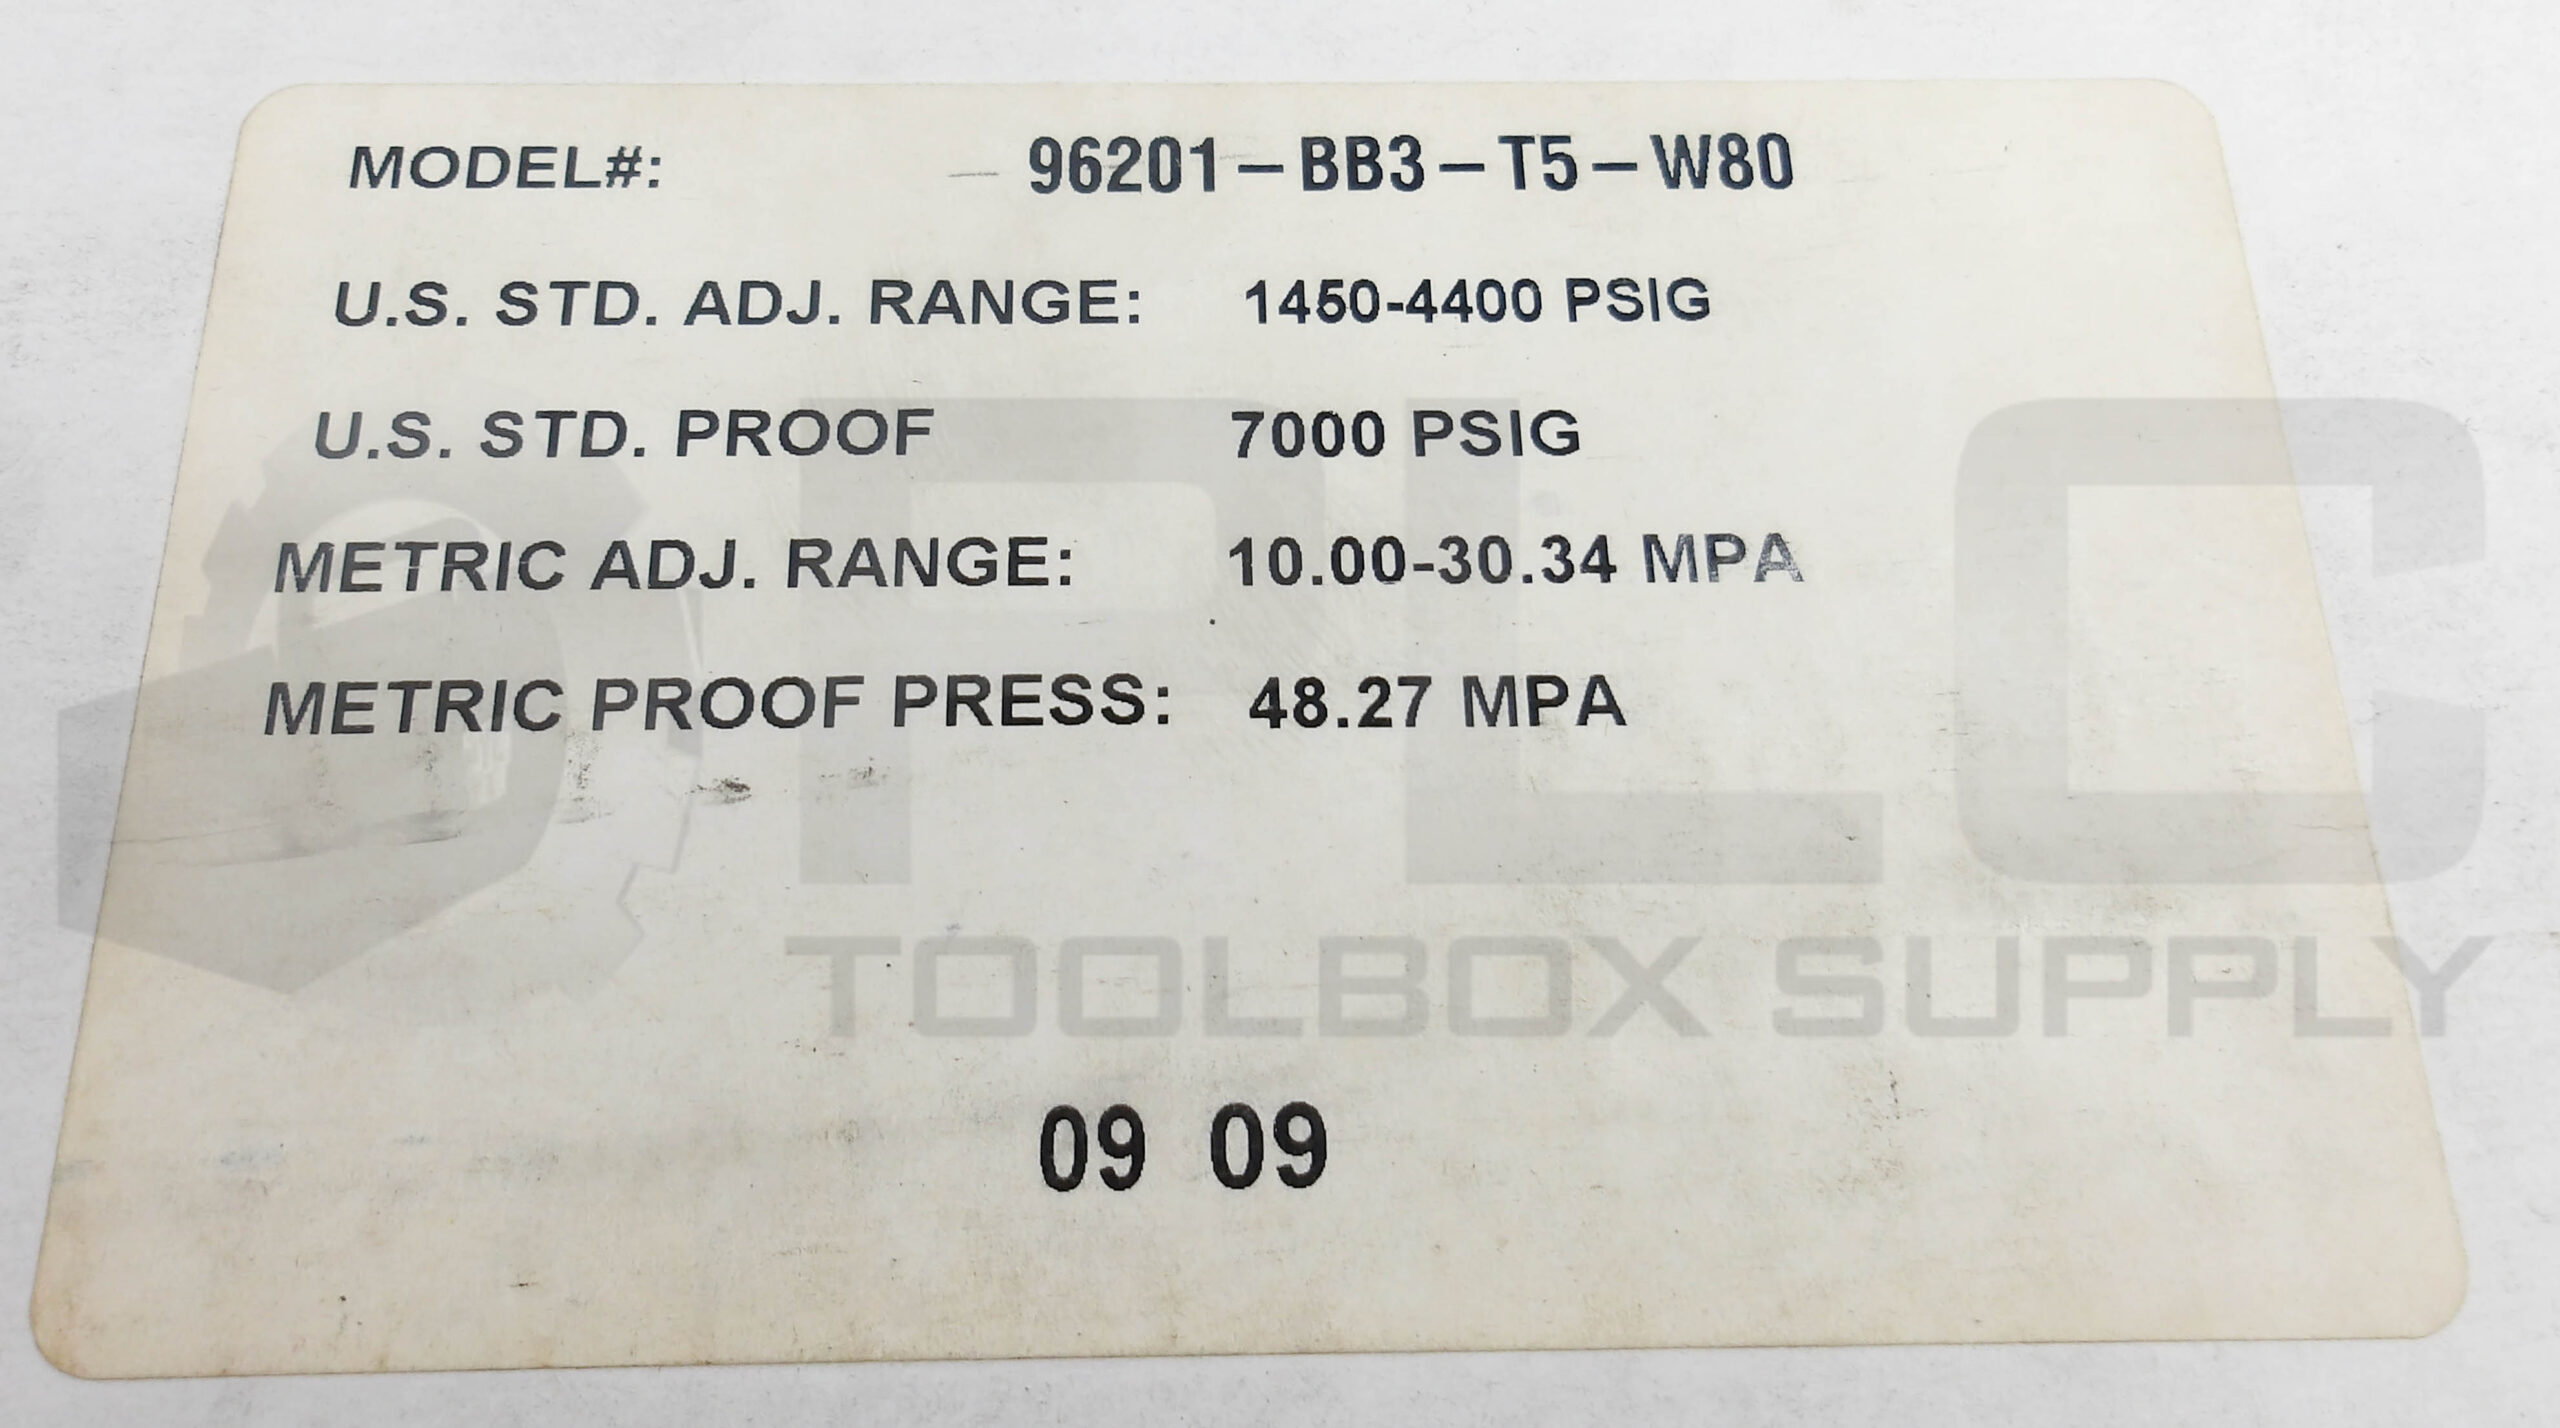 MODEL#: 96201-BB3-T5-W80
U.S. STD. ADJ. RANGE: 1450-4400 PSIG
U.S. STD. PROOF 7000 PSIG
METRIC ADJ. RANGE: 10.00-30.34 MPA
METRIC PROOF PRESS: 48.27 MPA
PLC
TOOLBOX SUPPLY
09 09